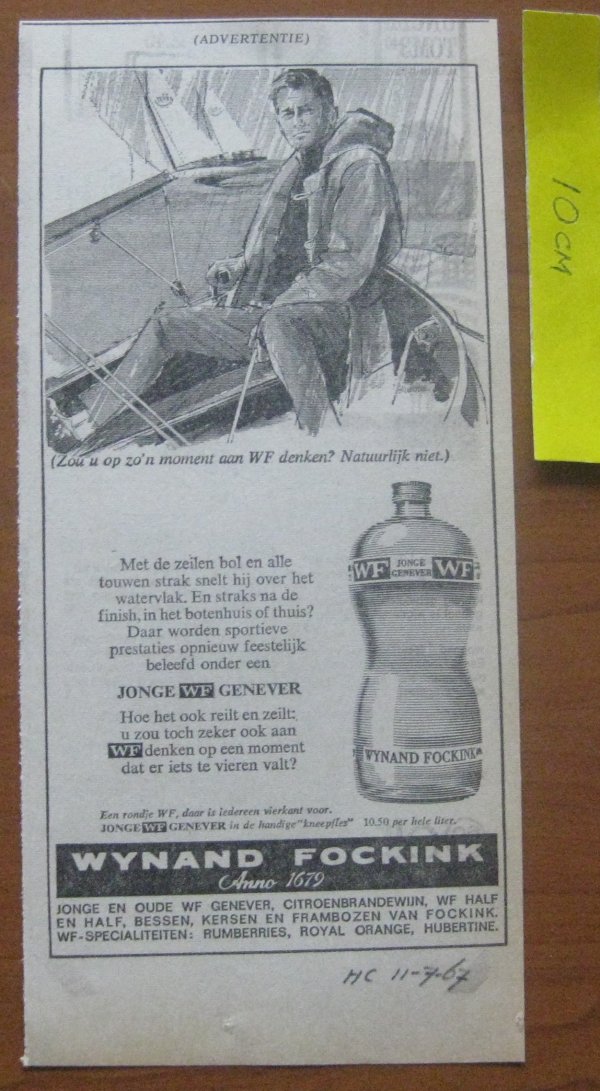 (ADVERTENTIE)
10 CM
(Zou u op zo'n moment aan WF denken? Natuurlijk niet.)
Met de zeilen bol en alle
touwen strak snelt hij over het
watervlak. En straks na de
finish, in het botenhuis of thuis?
Daar worden sportieve
prestaties opnieuw feestelijk
beleefd onder een
JONGE WF GENEVER
Hoe het ook reilt en zeilt:
u zou toch zeker ook aan
WF denken op een moment
dat er iets te vieren valt?
WF JONGE GENEVER WF
WYNAND FOCKINK
Een rondje WF, daar is iedereen vierkant voor.
JONGE WF GENEVER in de handige "kneepfles" 10.50 per hele liter.
WYNAND FOCKINK
Anno 1679
JONGE EN OUDE WF GENEVER, CITROENBRANDEWIJN, WF HALF
EN HALF, BESSEN, KERSEN EN FRAMBOZEN VAN FOCKINK.
WF-SPECIALITEITEN: RUMBERRIES, ROYAL ORANGE, HUBERTINE.
HC 11-7-67